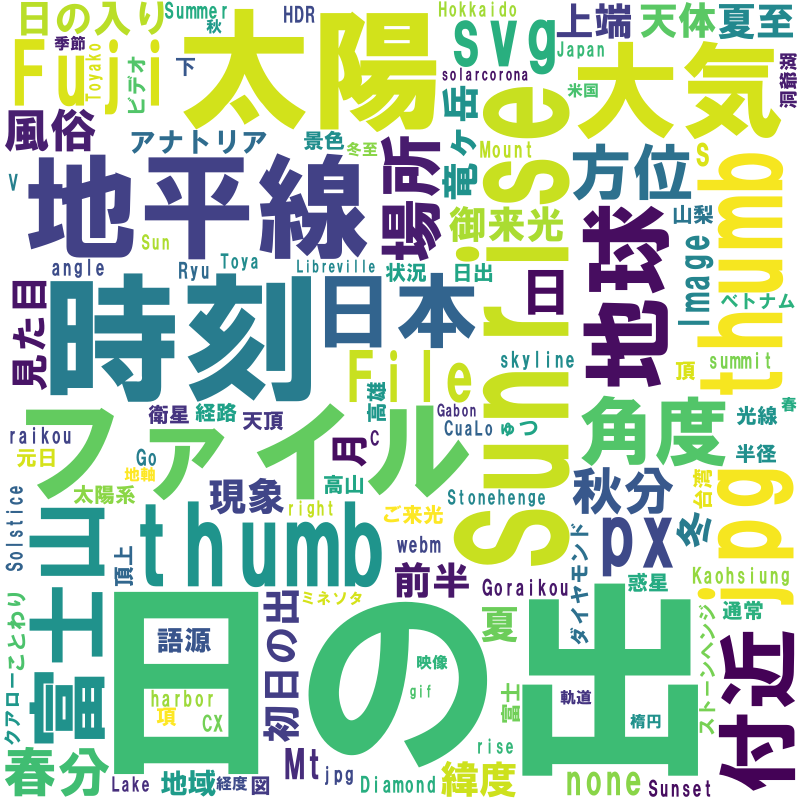 日の入り
Summer
秋
HDR
Hokkaido
上端
天体
夏至
季節
Fuji
Toyako
ビデオ
下
太陽
svg
Japan
solarcorona
米国
大気
洞爺湖
風俗
アナトリア
景色
冬至
竜ヶ岳
Mount
方位
S
thumb
V
地平線
場所
Sunrise
御来光
山梨
Sun
angle
Ryu
Toya
Libreville
状況
日出
日
地球
Image
ベトナム
見た目
時刻
日本
skyline
頂
summit
File
ファイル
衛星
経路
天頂
高雄
Gabon
CuaLo
ゅつ
角度
光線
春
raikou
元日
Go
地軸
月
C
半径
太陽系
現象
right
高山
Stonehenge
秋分
台湾
jpg
Solstice
富士山
頂上
thumb
ご来光
webm
px
冬
前半
Goraikou
ダイヤモンド
惑星
Kaohsiung
クアロー
ことわり
語源
初日の出
ミネソタ
夏
通常
ストーンヘンジ
付近
日の出
映像
gif
harbor
頂
CX
富士
軌道
楕円
rise
春分
Lake
地域
経度
図
Mt
jpg
Diamond
緯度
none
Sunset